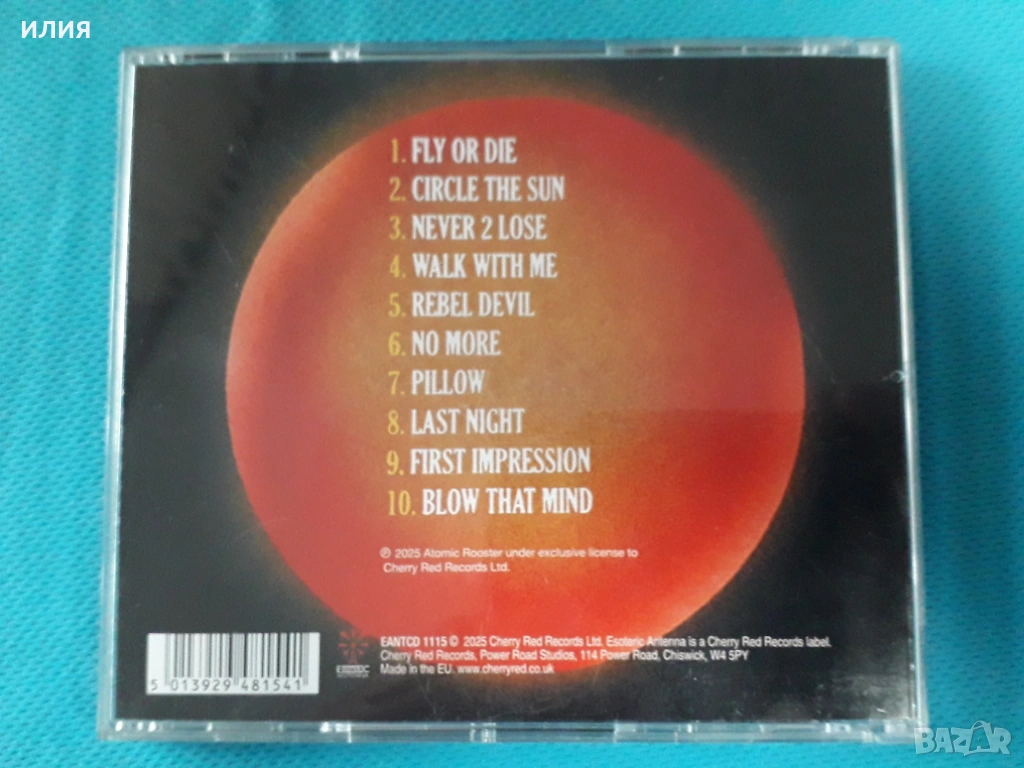 илия
1. FLY OR DIE
2. CIRCLE THE SUN
3. NEVER 2 LOSE
4. WALK WITH ME
5. REBEL DEVIL
6. NO MORE
7. PILLOW
8. LAST NIGHT
9. FIRST IMPRESSION
10. BLOW THAT MIND
℗ 2025 Atomic Rooster under exclusive license to
Cherry Red Records Ltd.
EANTCD 1115 © 2025 Cherry Red Records Ltd. Esoteric Antenna is a Cherry Red Records label.
Cherry Red Records, Power Road Studios, 114 Power Road, Chiswick, W4 5PY
Made in the EU. www.cherryred.co.uk
5 013929 481541
BAZAR